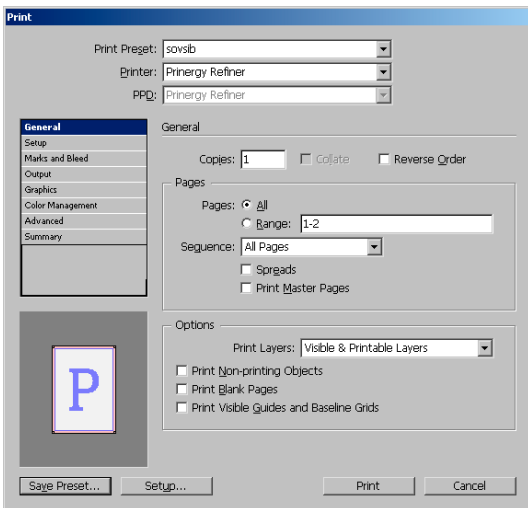 Print
Print Preset: sovsib
Printer: Prinergy Refiner
PPD: Prinergy Refiner
General
Setup
Marks and Bleed
Output
Graphics
Color Management
Advanced
Summary
General
Copies: 1 Collate Reverse Order
Pages
Pages: All
Range: 1-2
Sequence: All Pages
Spreads
Print Master Pages
Options
Print Layers: Visible & Printable Layers
Print Non-printing Objects
Print Blank Pages
Print Visible Guides and Baseline Grids
P
Save Preset... Setup... Print Cancel